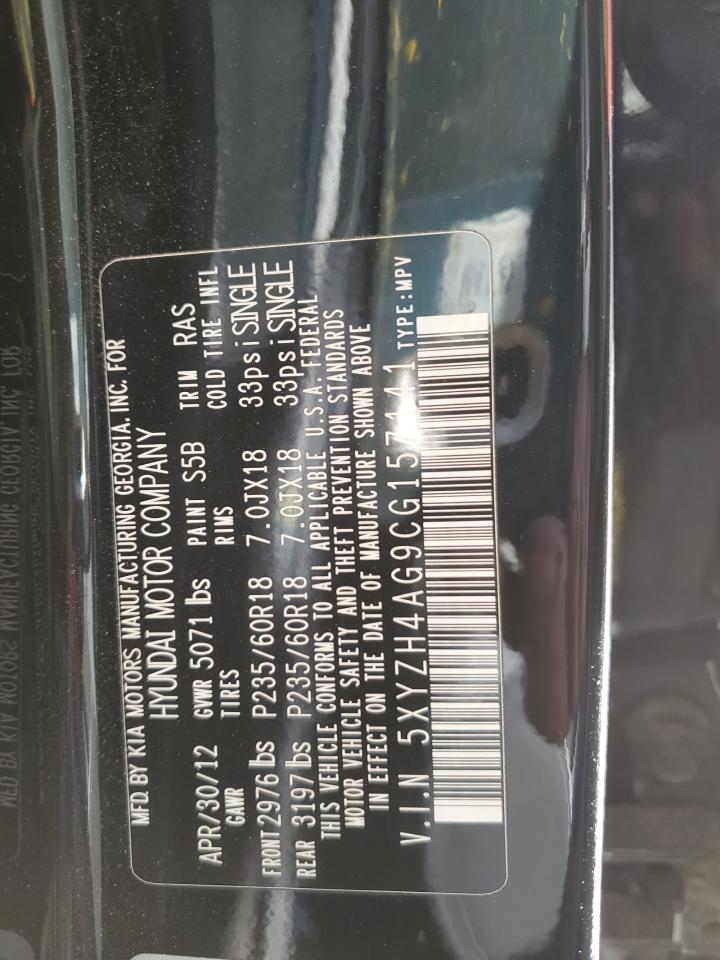 MFD. BY KIA MOTORS MANUFACTURING GEORGIA, INC. FOR
HYUNDAI MOTOR COMPANY
APR/30/12 GVWR 5071 lbs PAINT S5B TRIM RAS
GAWR TIRES RIMS COLD TIRE INFL
FRONT 2976 lbs P235/60R18 7.0JX18 33psi SINGLE
REAR 3197 lbs P235/60R18 7.0JX18 33psi SINGLE
THIS VEHICLE CONFORMS TO ALL APPLICABLE U.S.A. FEDERAL
MOTOR VEHICLE SAFETY AND THEFT PREVENTION STANDARDS
IN EFFECT ON THE DATE OF MANUFACTURE SHOWN ABOVE
V.I.N 5XYZH4AG9CG157141 TYPE:MPV